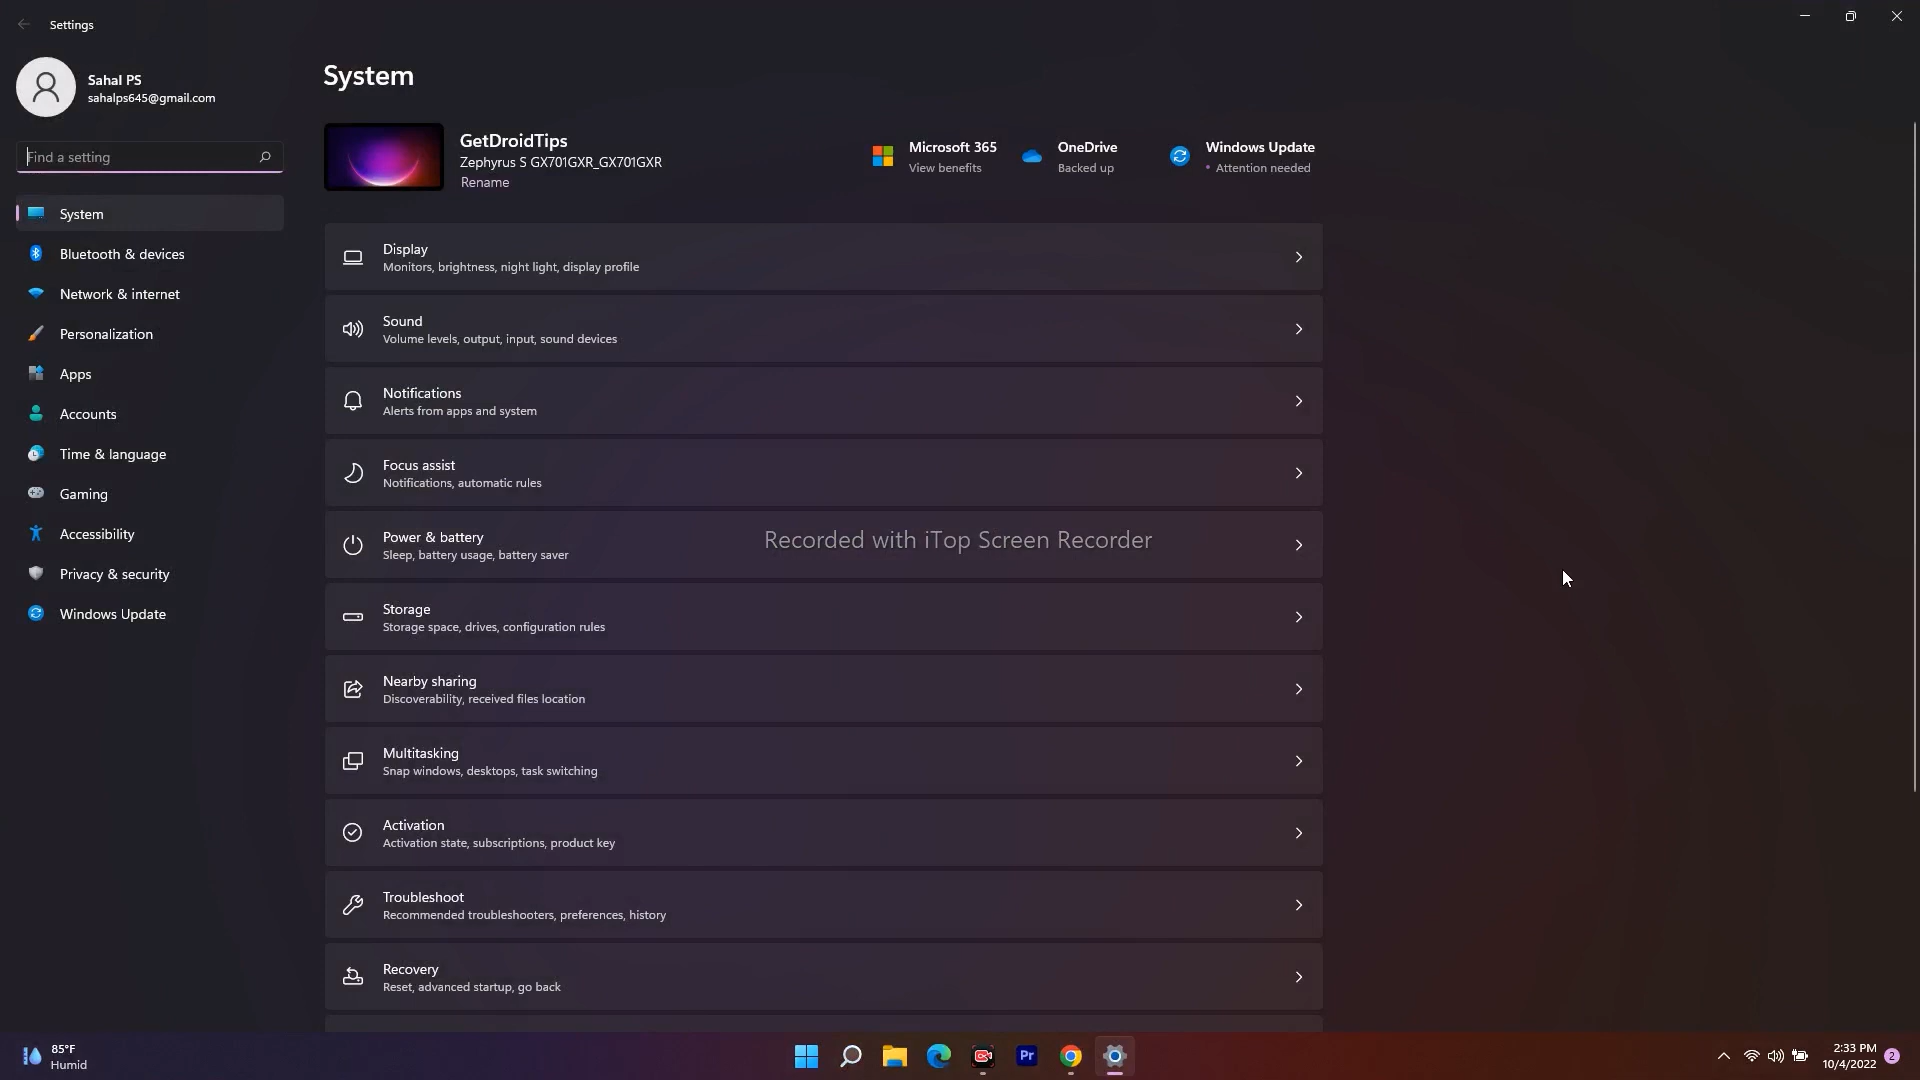 Settings
Sahal PS
sahalps645@gmail.com
Find a setting
System
Bluetooth & devices
Network & internet
Personalization
Apps
Accounts
Time & language
Gaming
Accessibility
Privacy & security
Windows Update
System
GetDroidTips
Zephyrus S GX701GXR_GX701GXR
Rename
Microsoft 365
View benefits
OneDrive
Backed up
Windows Update
• Attention needed
Display
Monitors, brightness, night light, display profile
Sound
Volume levels, output, input, sound devices
Notifications
Alerts from apps and system
Focus assist
Notifications, automatic rules
Power & battery
Sleep, battery usage, battery saver
Recorded with iTop Screen Recorder
Storage
Storage space, drives, configuration rules
Nearby sharing
Discoverability, received files location
Multitasking
Snap windows, desktops, task switching
Activation
Activation state, subscriptions, product key
Troubleshoot
Recommended troubleshooters, preferences, history
Recovery
Reset, advanced startup, go back
85°F
Humid
Pr
2:33 PM
10/4/2022
2